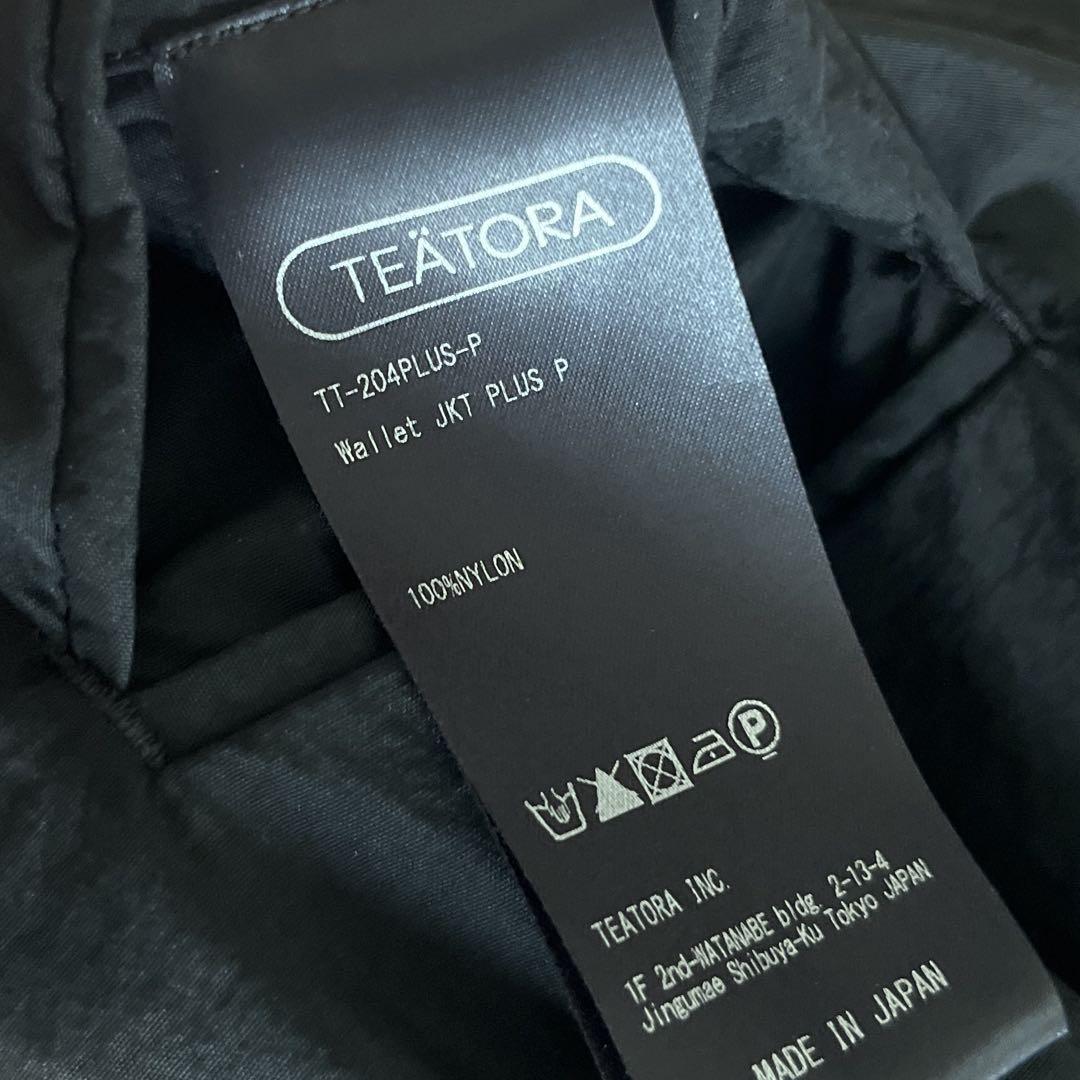 TEÄTORA
TT-204PLUS-P
Wallet JKT PLUS P
100%NYLON
P
TEATORA INC.
1F 2nd-WATANABE bldg. 2-13-4
Jingumae Shibuya-Ku Tokyo JAPAN
MADE IN JAPAN